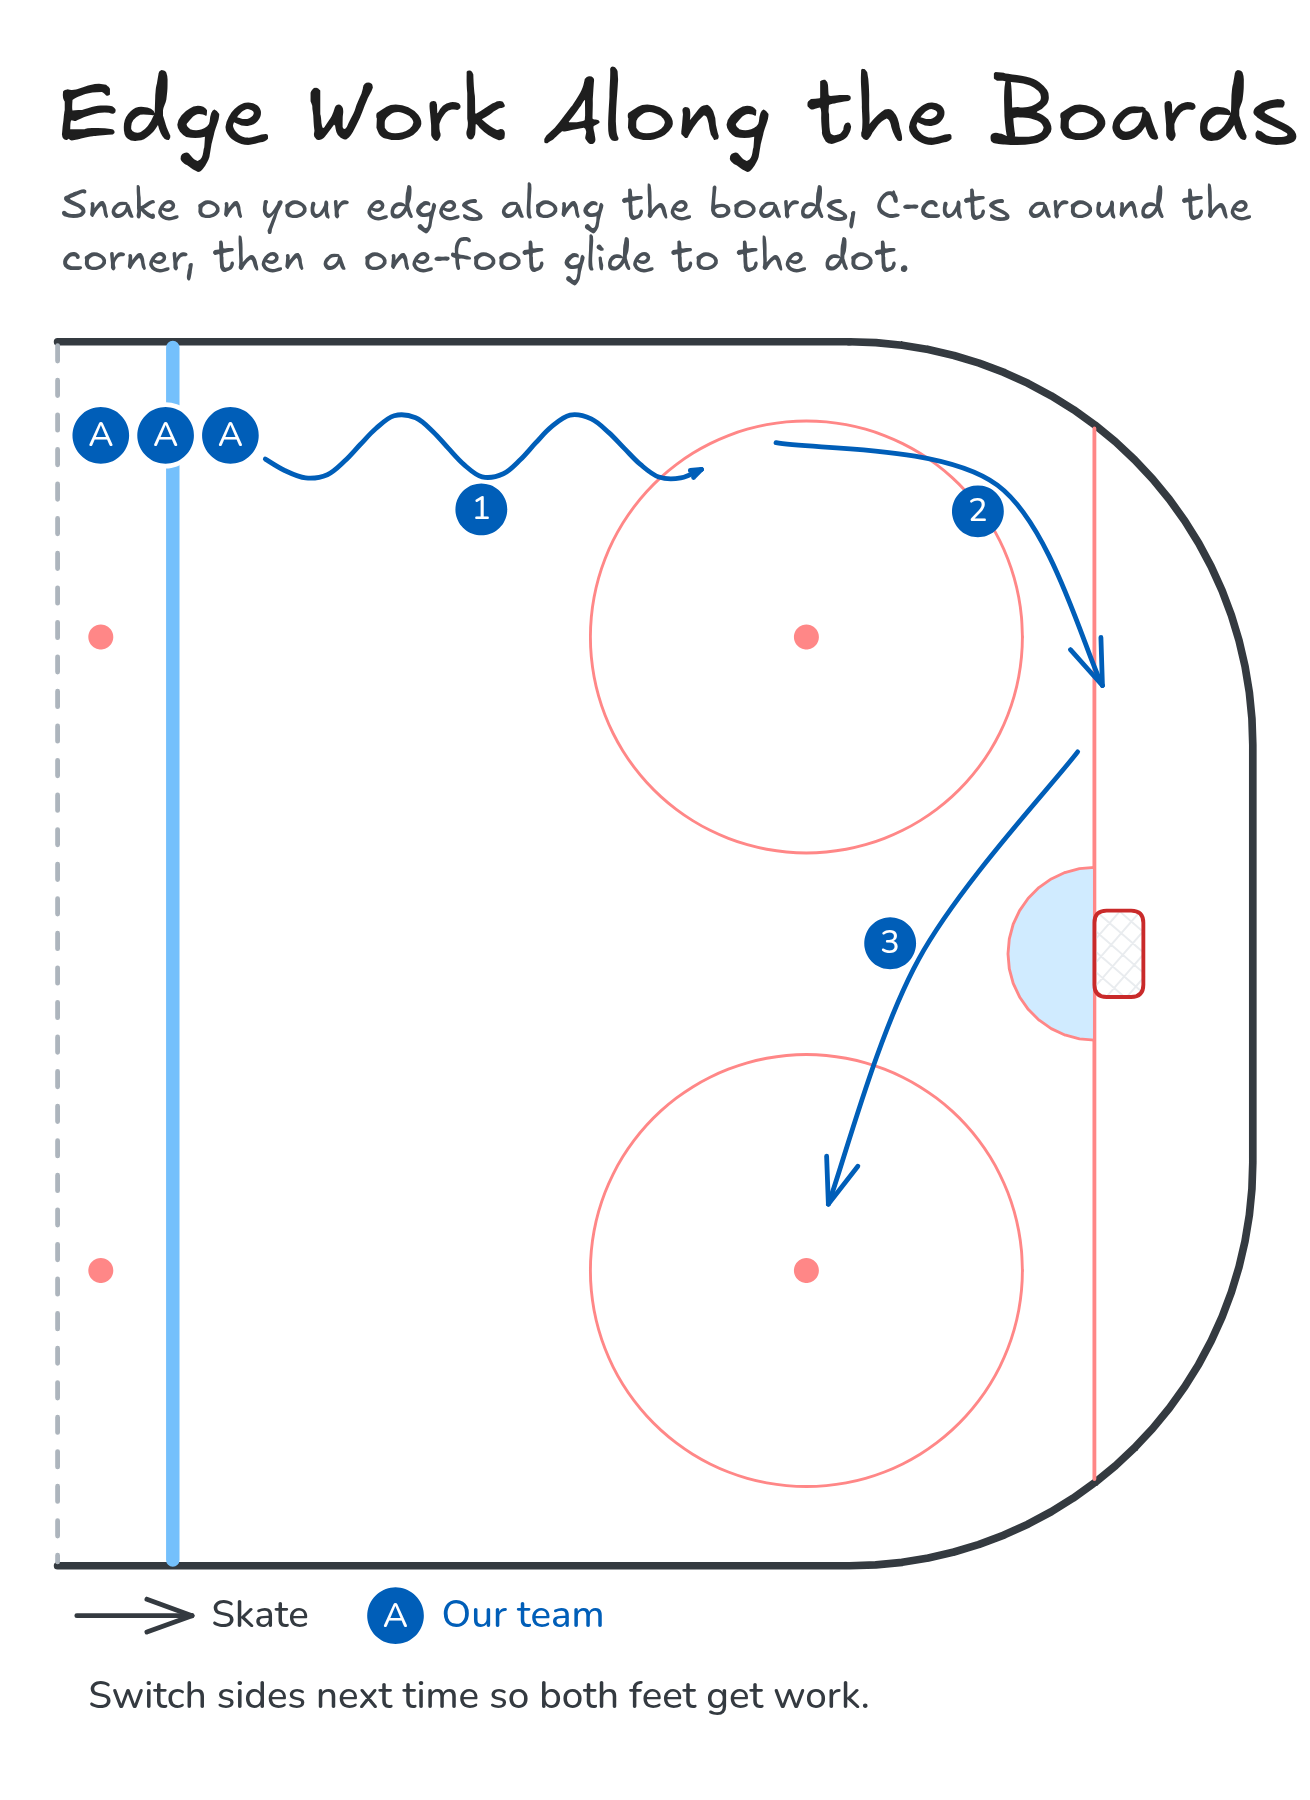 Edge Work Along the Boards
Snake on your edges along the boards, C-cuts around the
corner, then a one-foot glide to the dot.
A A A
1
2
3
Skate A Our team
Switch sides next time so both feet get work.